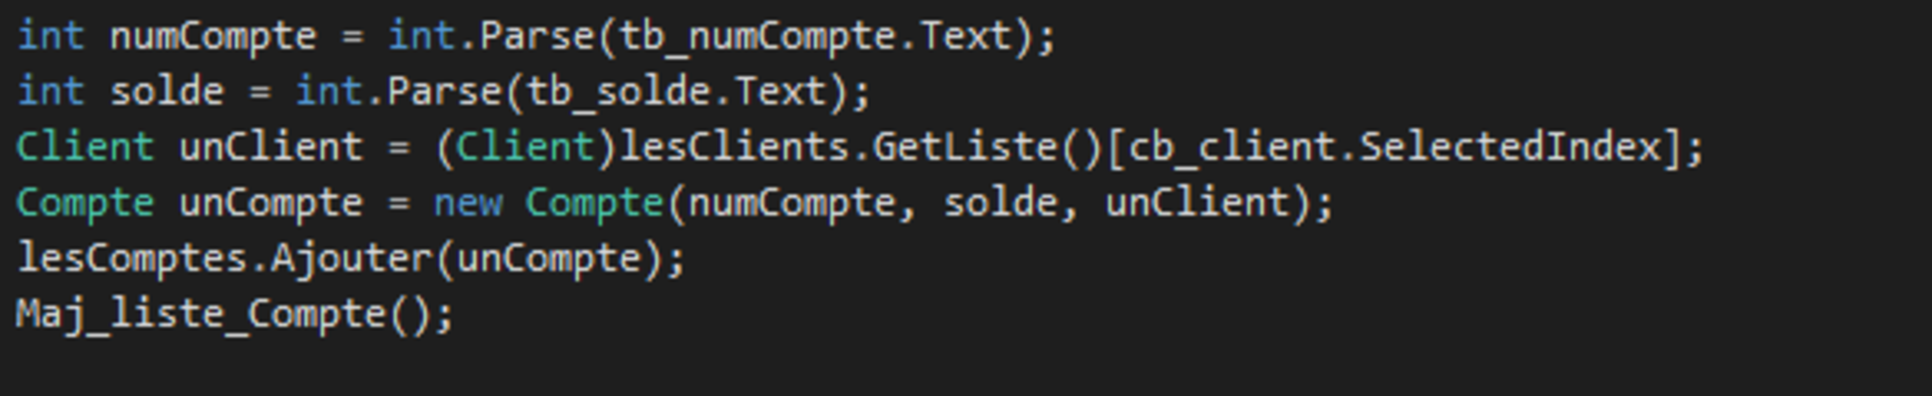 int numCompte = int.Parse(tb_numCompte.Text);
int solde = int.Parse(tb_solde.Text);
Client unClient = (Client)lesClients.GetListe()[cb_client.SelectedIndex];
Compte unCompte = new Compte(numCompte, solde, unClient);
lesComptes.Ajouter(unCompte);
Maj_liste_Compte();